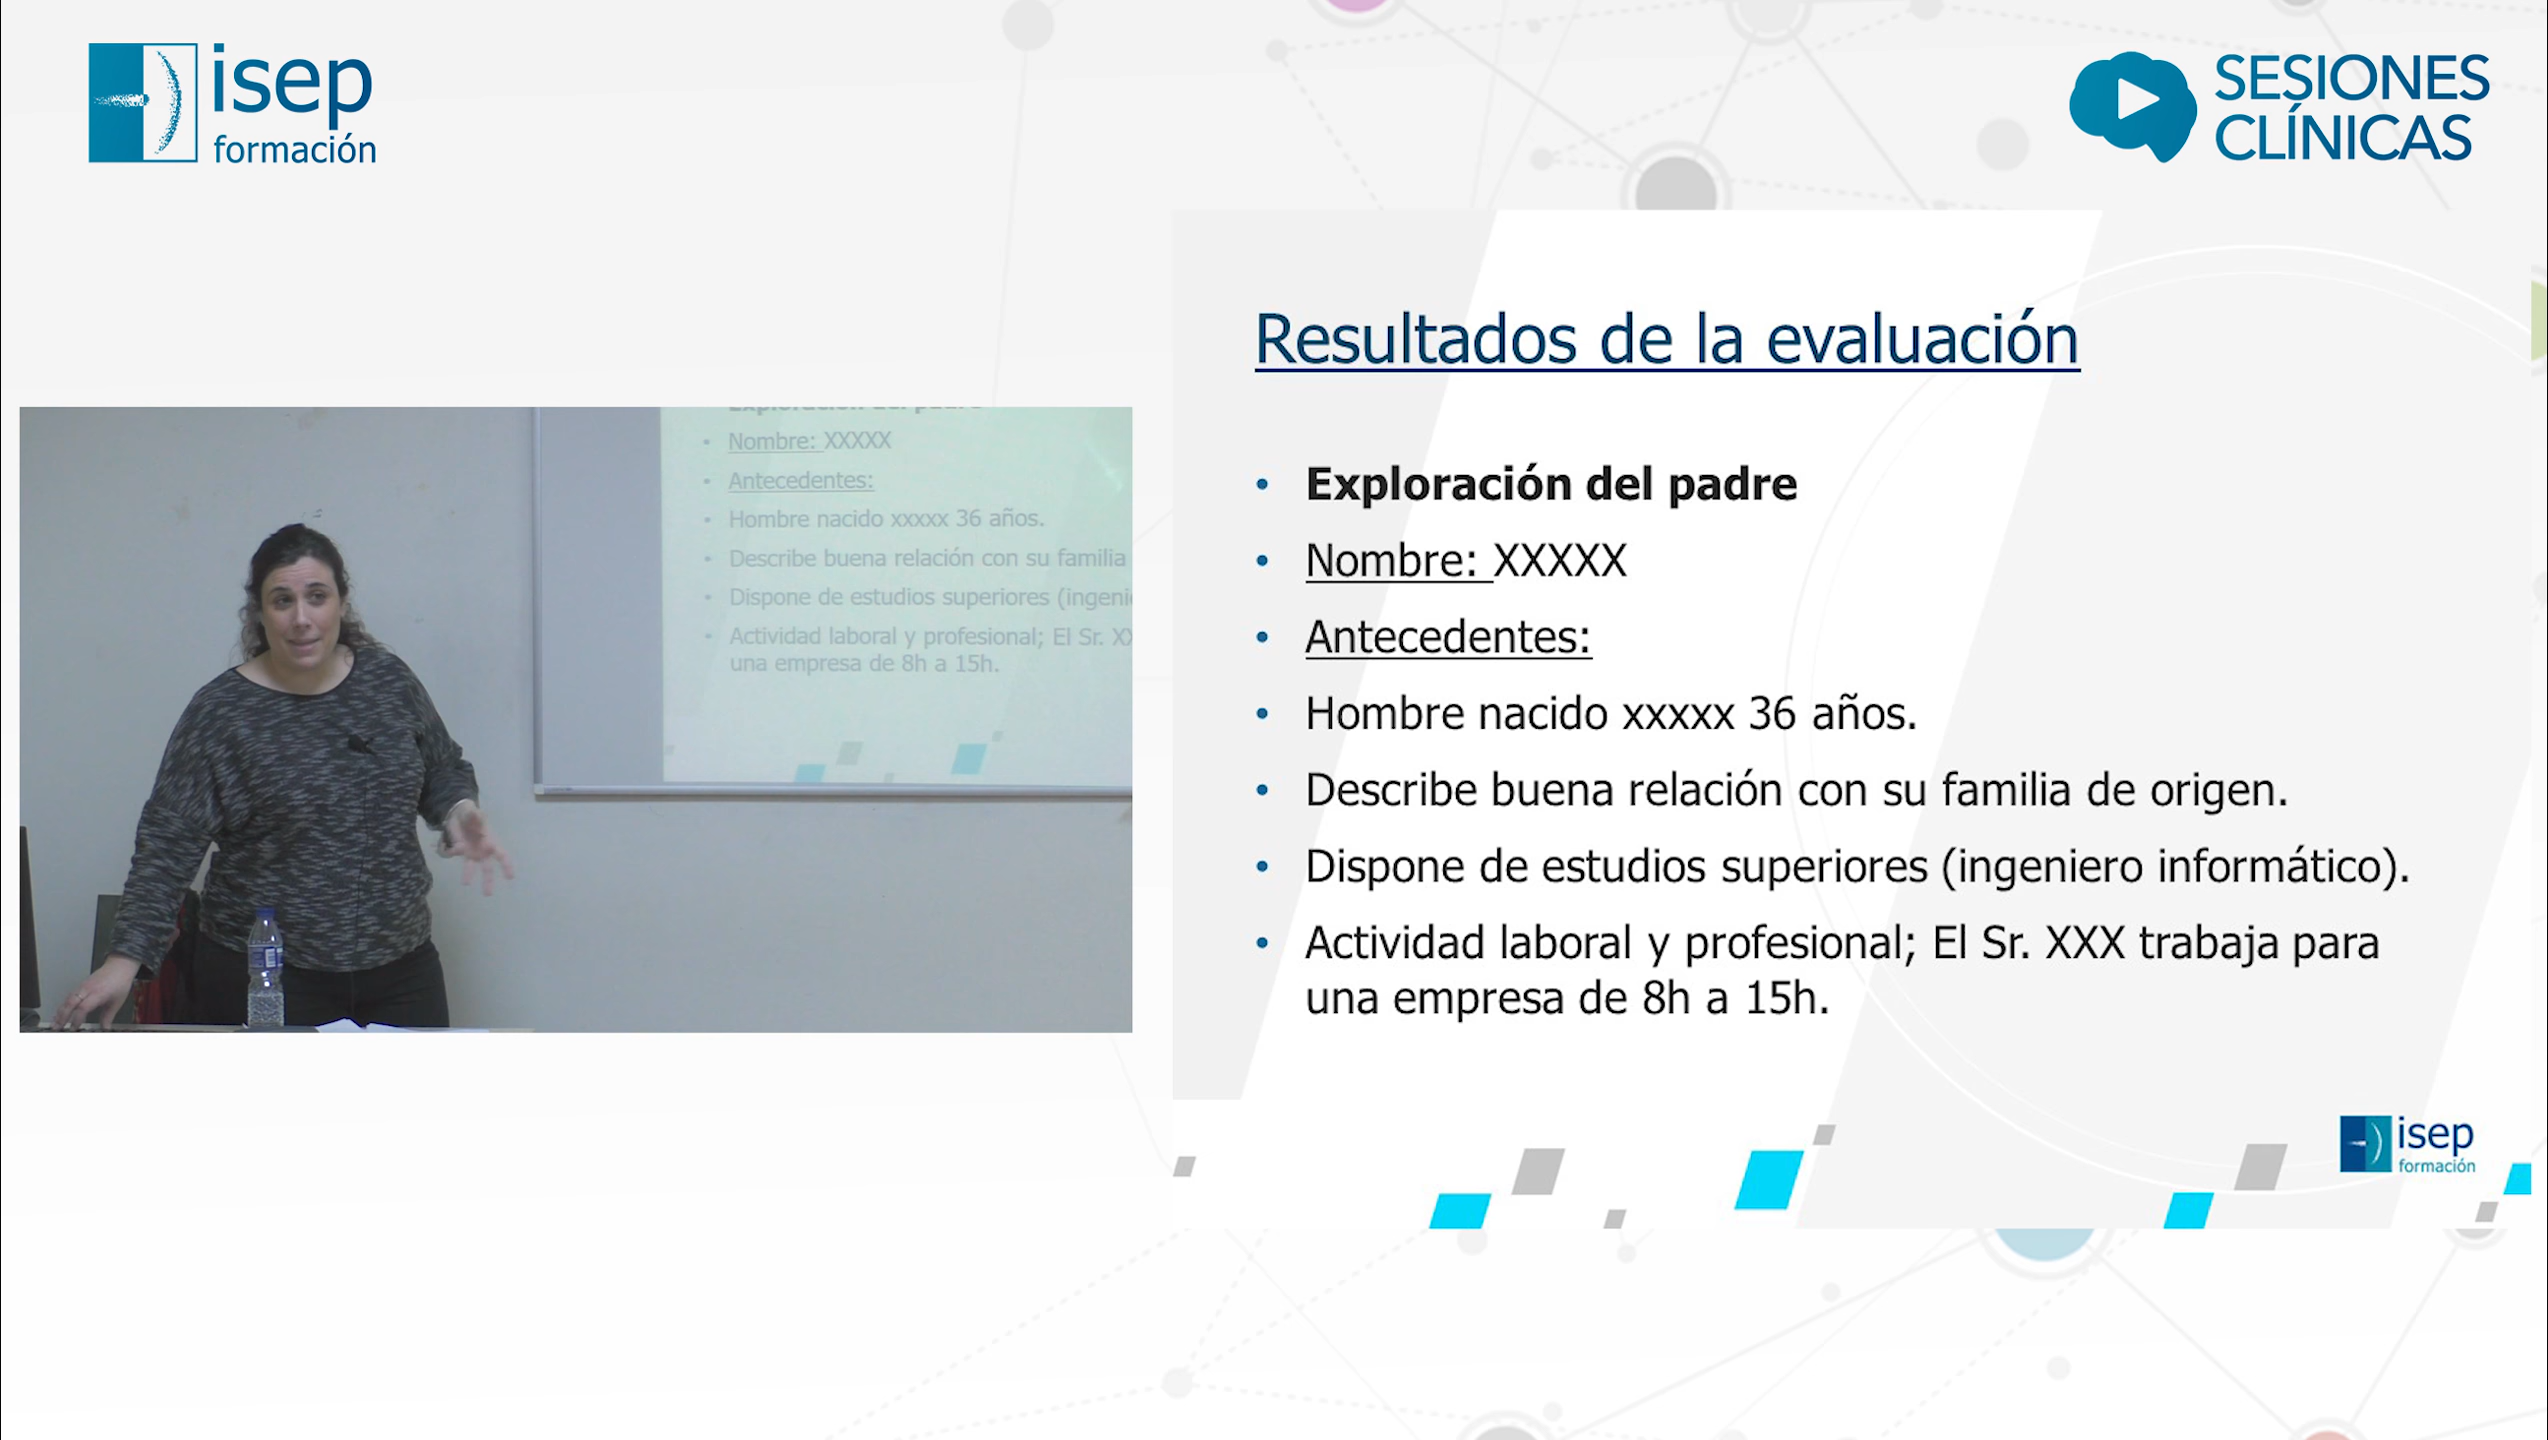 isep
formación
SESIONES
CLÍNICAS
Nombre: XXXXX
Antecedentes:
Hombre nacido xxxxx 36 años.
Describe buena relación con su familia
Dispone de estudios superiores
Actividad laboral y profesional; El Sr.
una empresa de 8h a 15h.
Resultados de la evaluación
• Exploración del padre
• Nombre: XXXXX
• Antecedentes:
• Hombre nacido xxxxx 36 años.
• Describe buena relación con su familia de origen.
• Dispone de estudios superiores (ingeniero informático).
• Actividad laboral y profesional; El Sr. XXX trabaja para
una empresa de 8h a 15h.
isep
formación